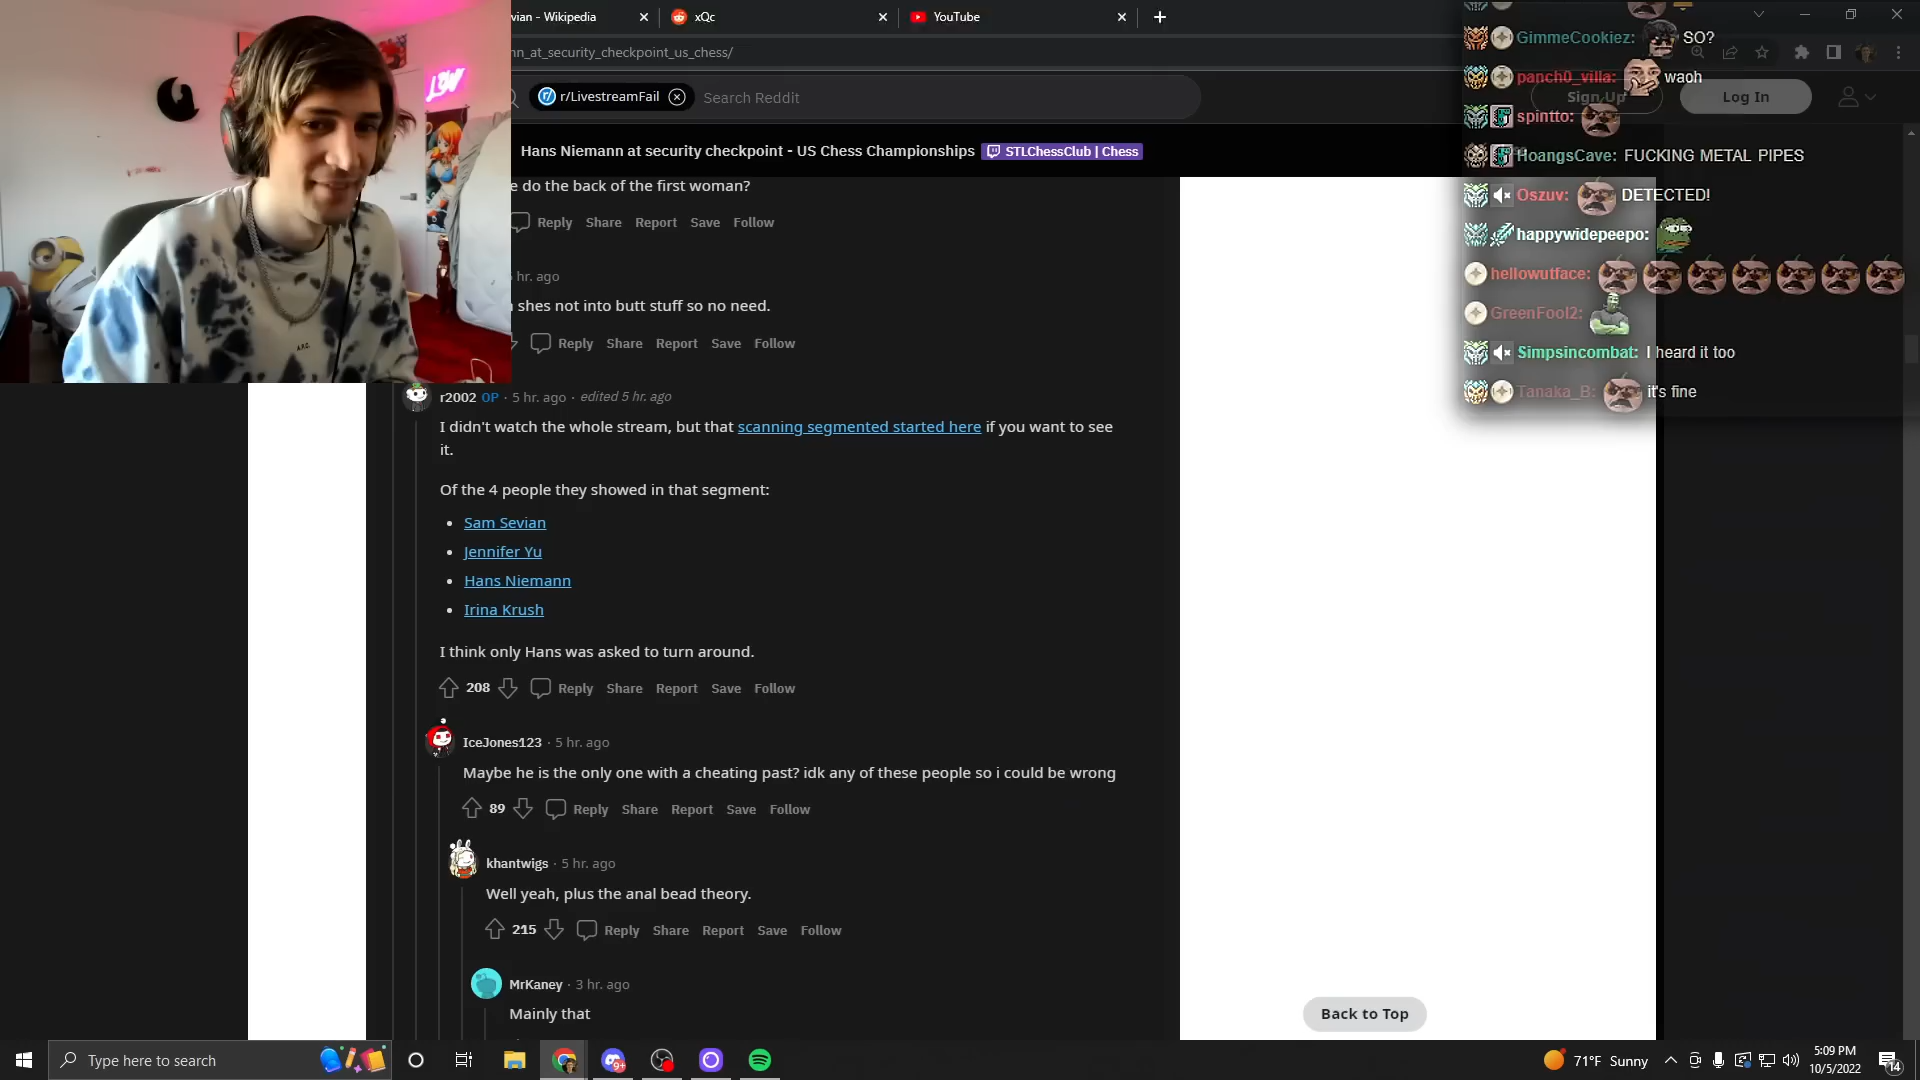 vian - Wikipedia
xQc
YouTube
nn_at_security_checkpoint_us_chess/
r/LivestreamFail
Search Reddit
Sign Up
Log In
Hans Niemann at security checkpoint - US Chess Championships
STLChessClub | Chess
e do the back of the first woman?
Reply Share Report Save Follow
hr. ago
shes not into butt stuff so no need.
Reply Share Report Save Follow
r2002 OP · 5 hr. ago · edited 5 hr. ago
I didn't watch the whole stream, but that scanning segmented started here if you want to see
it.
Of the 4 people they showed in that segment:
• Sam Sevian
• Jennifer Yu
• Hans Niemann
• Irina Krush
I think only Hans was asked to turn around.
208 Reply Share Report Save Follow
IceJones123 · 5 hr. ago
Maybe he is the only one with a cheating past? idk any of these people so i could be wrong
89 Reply Share Report Save Follow
khantwigs · 5 hr. ago
Well yeah, plus the anal bead theory.
215 Reply Share Report Save Follow
MrKaney · 3 hr. ago
Mainly that
Back to Top
GimmeCookiez: SO?
panch0_villa: waoh
spintto:
HoangsCave: FUCKING METAL PIPES
Oszuv: DETECTED!
happywidepeepo:
hellowutface:
GreenFool2:
Simpsincombat: I heard it too
Tanaka_B: it's fine
Type here to search
9+
71°F Sunny
5:09 PM
10/5/2022
14